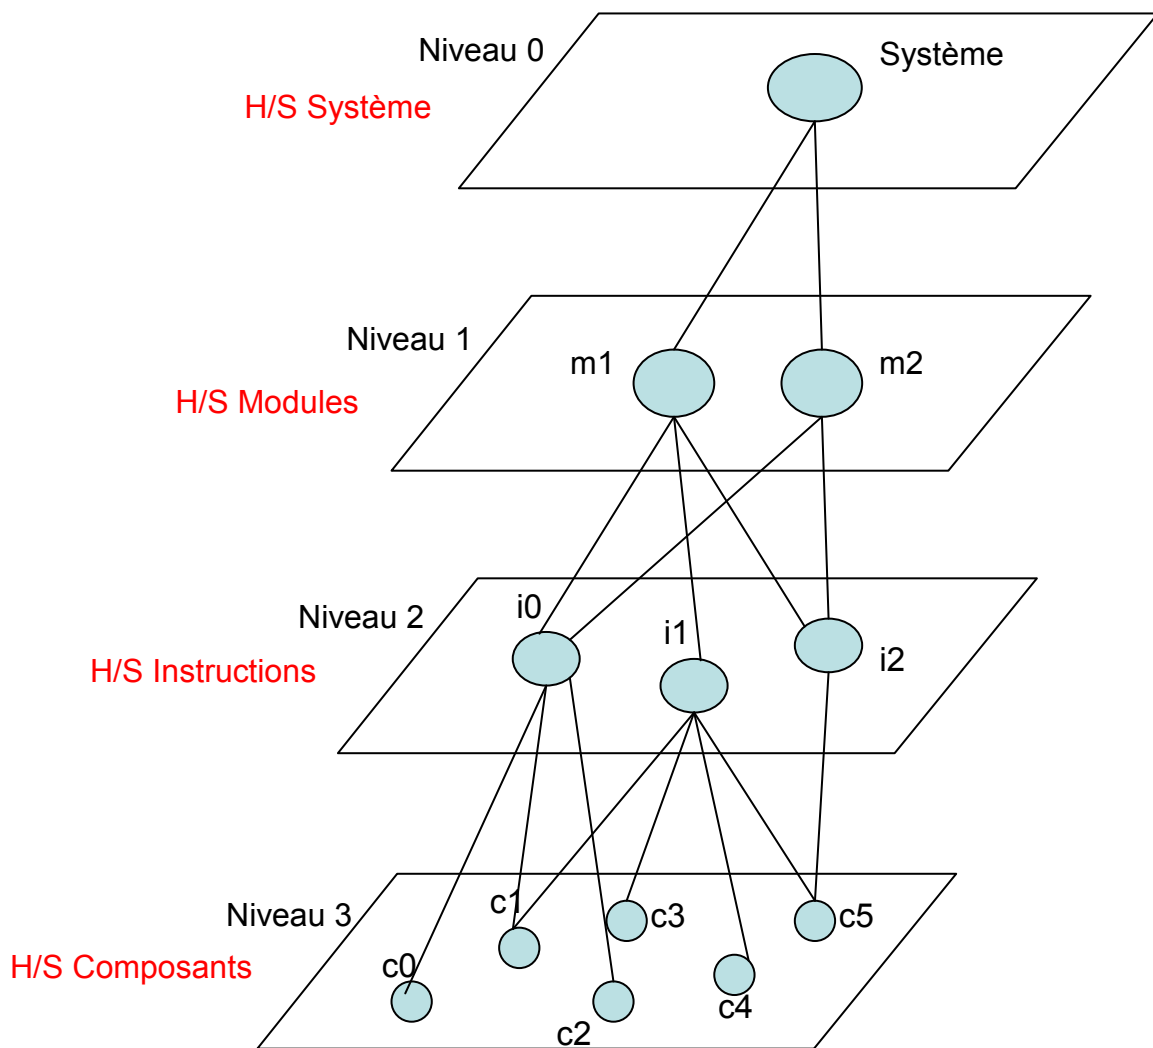 Niveau 0
Système
H/S Système
Niveau 1
m1
m2
H/S Modules
Niveau 2
i0
i1
i2
H/S Instructions
Niveau 3
c1
c3
c5
H/S Composants
c0
c2
c4